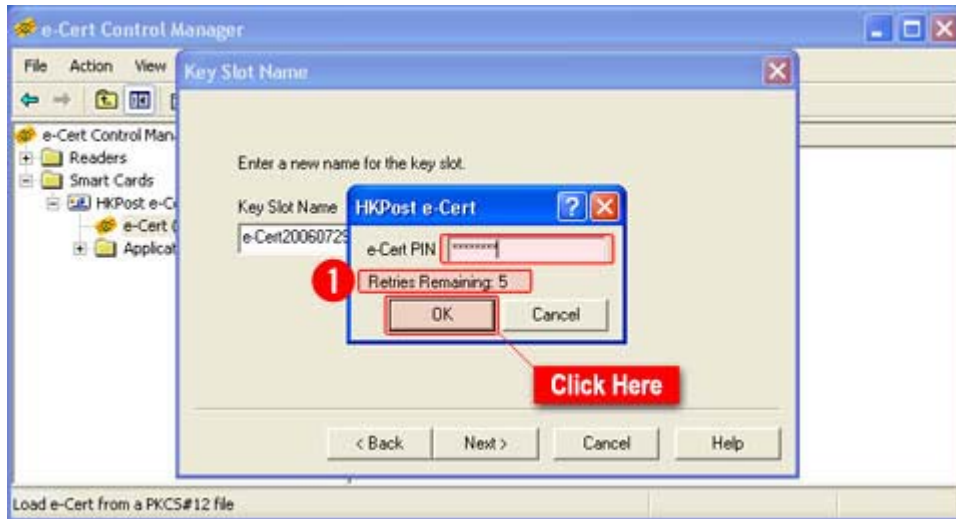 e-Cert Control Manager
File Action View
Key Slot Name
e-Cert Control Man
Readers
Smart Cards
HKPost e-C
e-Cert
Applicat
Enter a new name for the key slot.
Key Slot Name
e-Cert20060729
HKPost e-Cert
e-Cert PIN ********
1 Retries Remaining: 5
OK Cancel
Click Here
< Back Next > Cancel Help
Load e-Cert from a PKCS#12 file